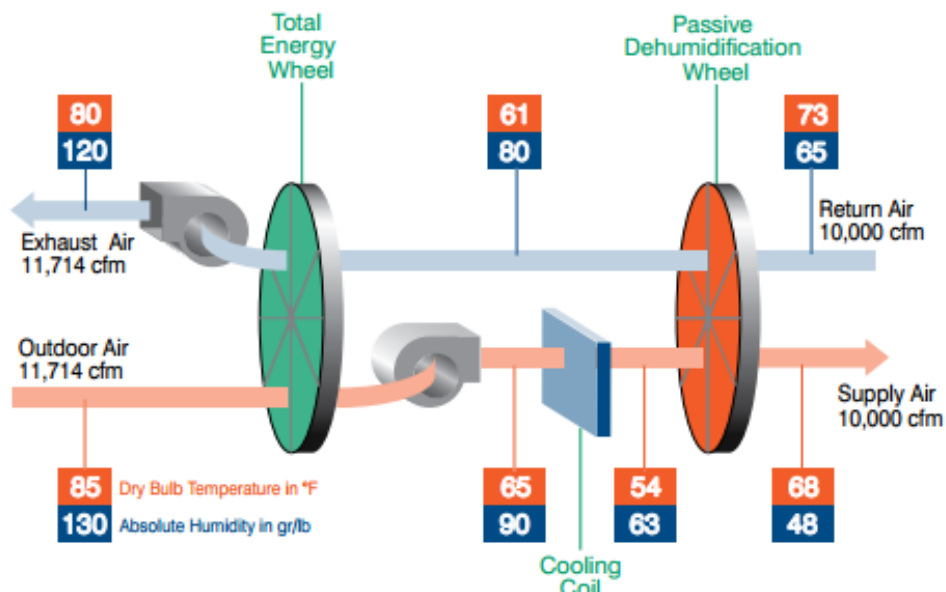 Total
Energy
Wheel
Passive
Dehumidification
Wheel
80
120
61
80
73
65
Exhaust Air
11,714 cfm
Return Air
10,000 cfm
Outdoor Air
11,714 cfm
Supply Air
10,000 cfm
85 Dry Bulb Temperature in °F
130 Absolute Humidity in gr/lb
65
90
54
63
68
48
Cooling
Coil